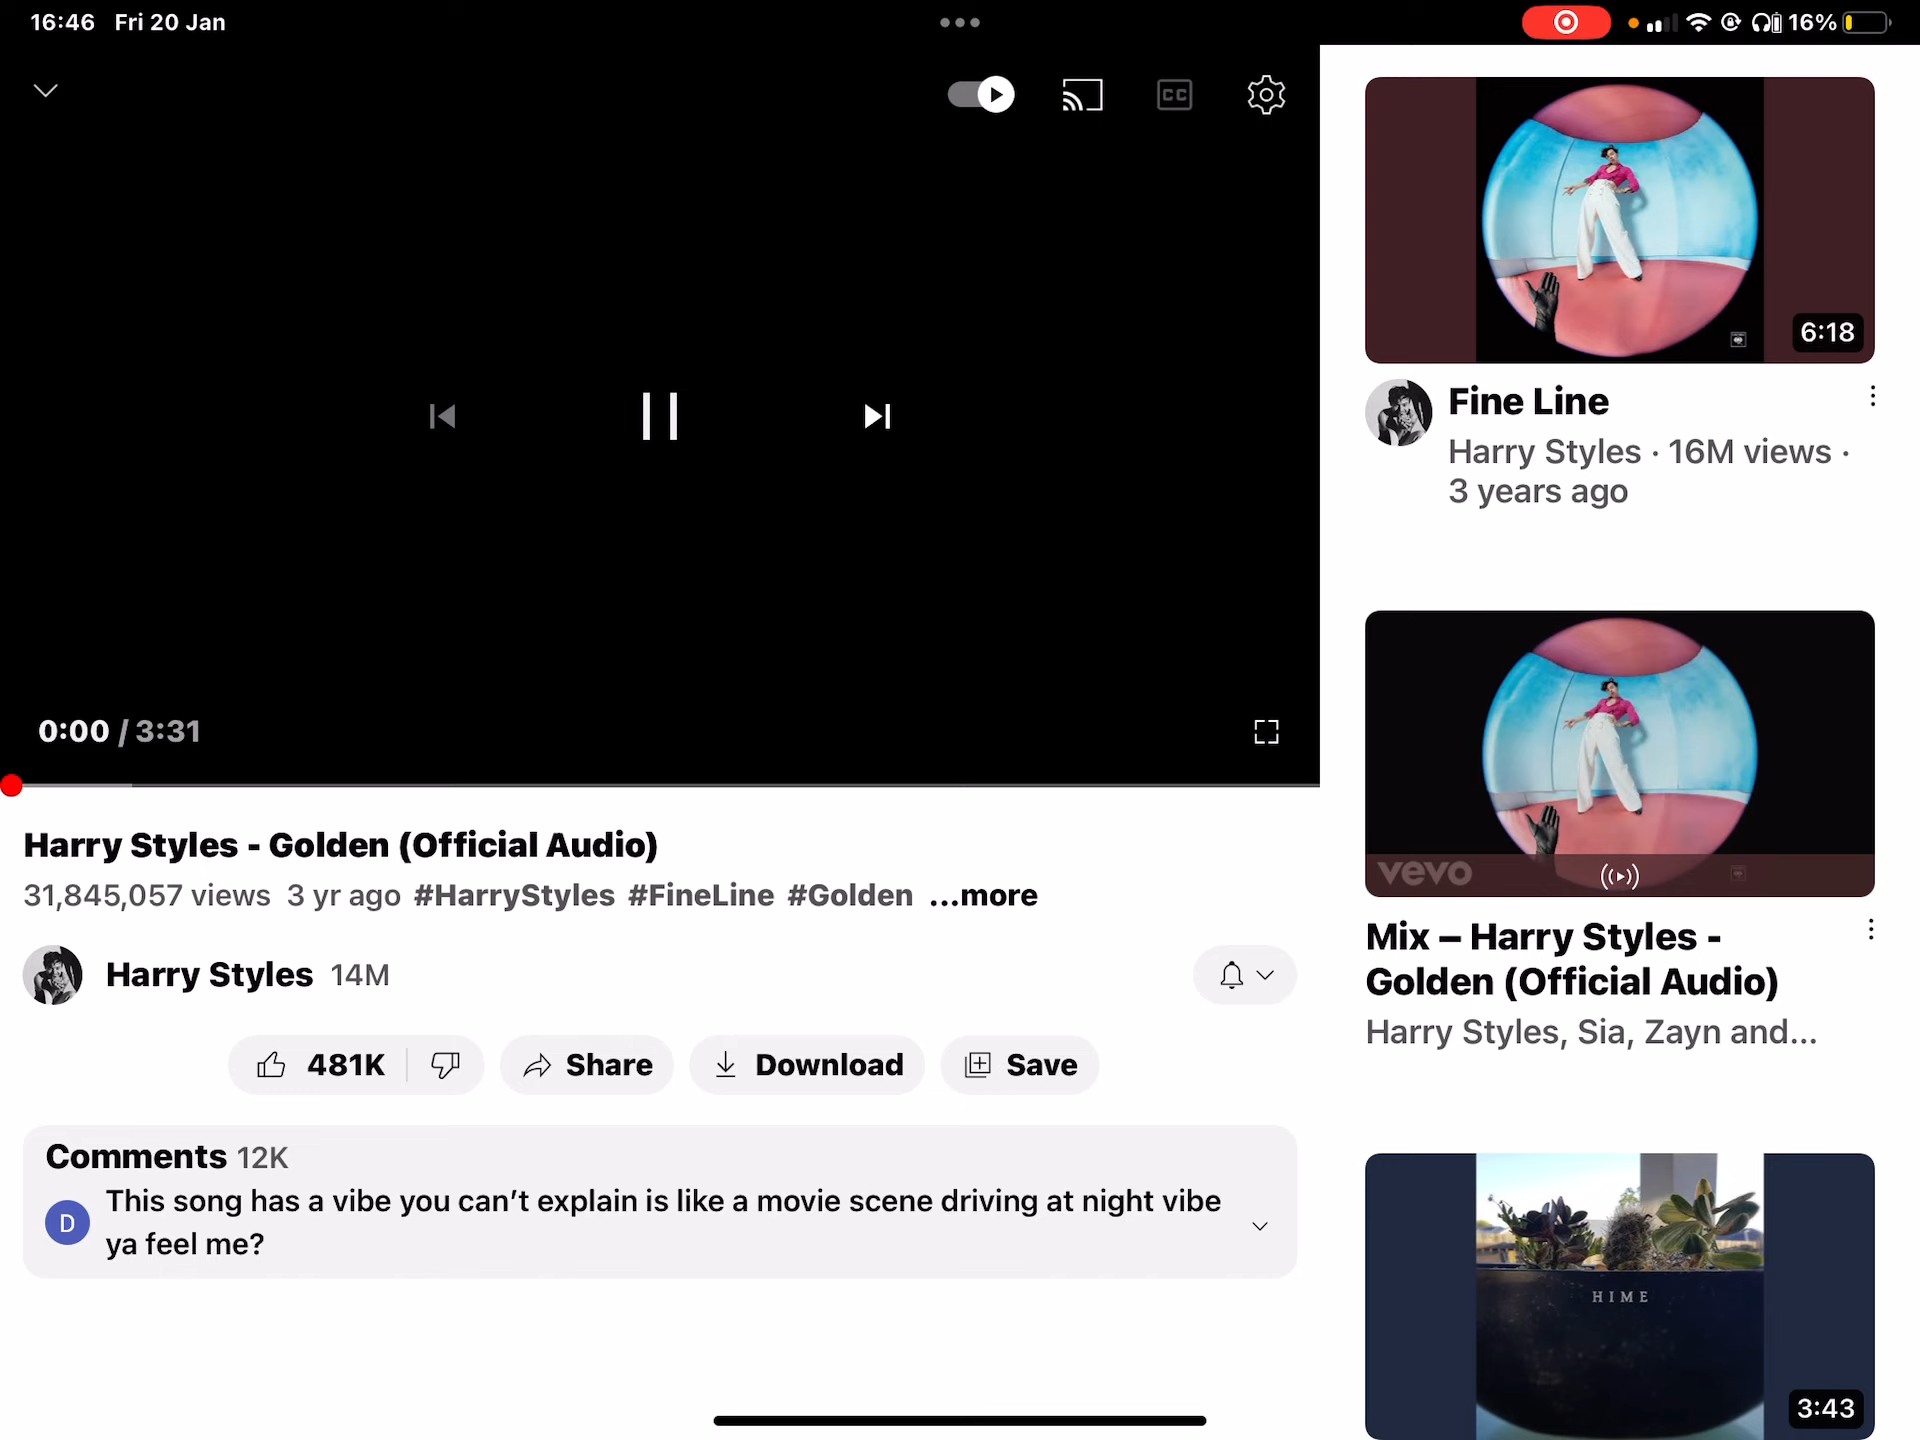 16:46 Fri 20 Jan
16%
CC
0:00 / 3:31
Harry Styles - Golden (Official Audio)
31,845,057 views 3 yr ago #HarryStyles #FineLine #Golden ...more
Harry Styles 14M
481K Share Download Save
Comments 12K
D
This song has a vibe you can’t explain is like a movie scene driving at night vibe
ya feel me?
6:18
Fine Line
Harry Styles · 16M views ·
3 years ago
vevo
Mix – Harry Styles -
Golden (Official Audio)
Harry Styles, Sia, Zayn and...
HIME
3:43